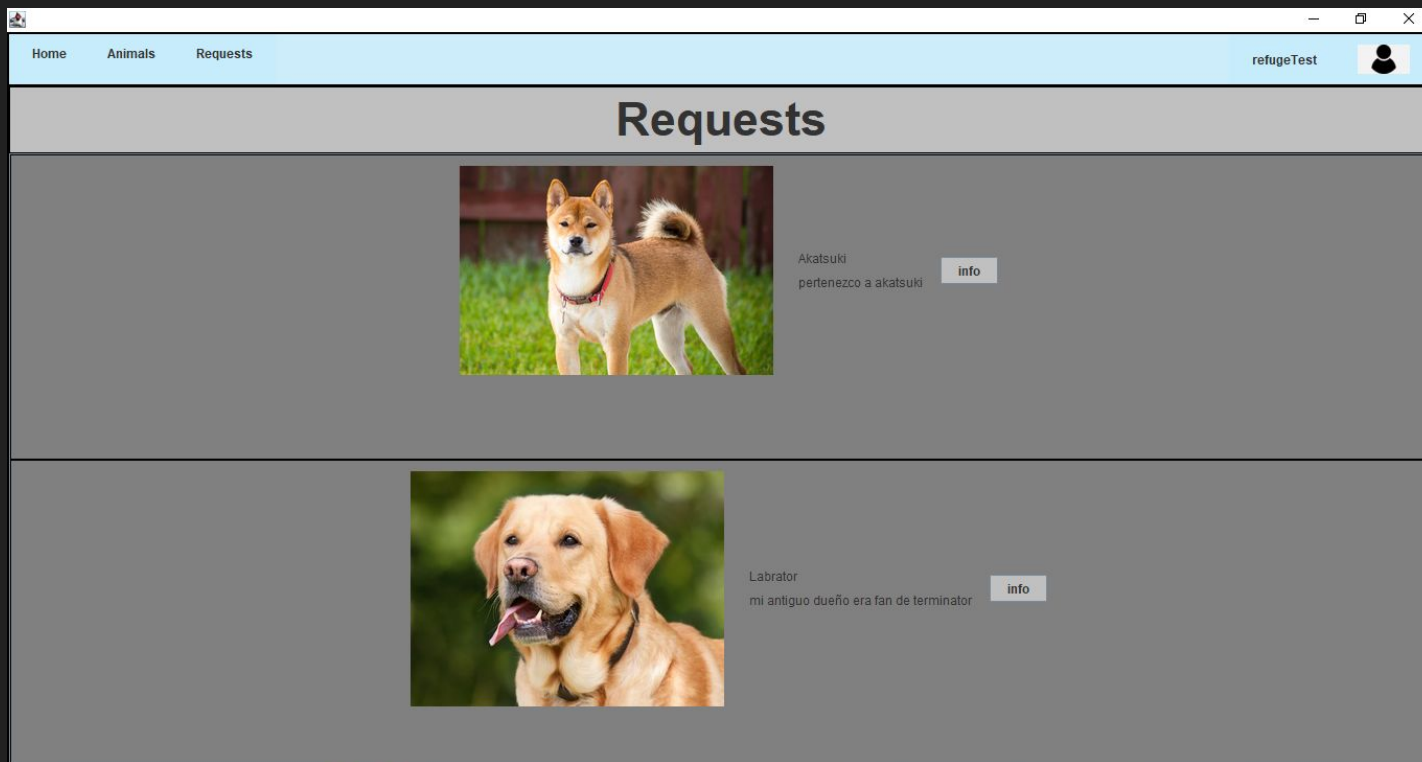 Home Animals Requests refugeTest
Requests
Akatsuki
pertenezco a akatsuki
info
Labrator
mi antiguo dueño era fan de terminator
info